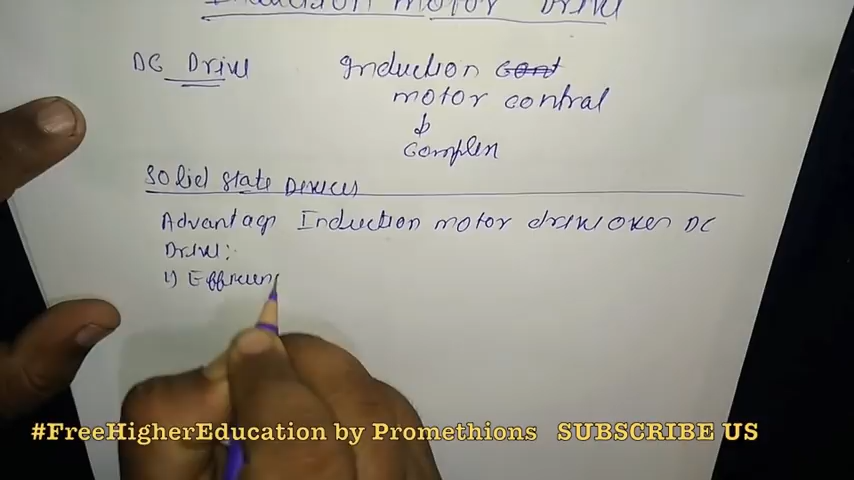 Induction motor Drive
DC Drive
Induction cont
motor control
Complex
Solid state Devices
Advantage Induction motor drive over DC
Drive:
1) Efficien
#FreeHigherEducation by Promethions SUBSCRIBE US